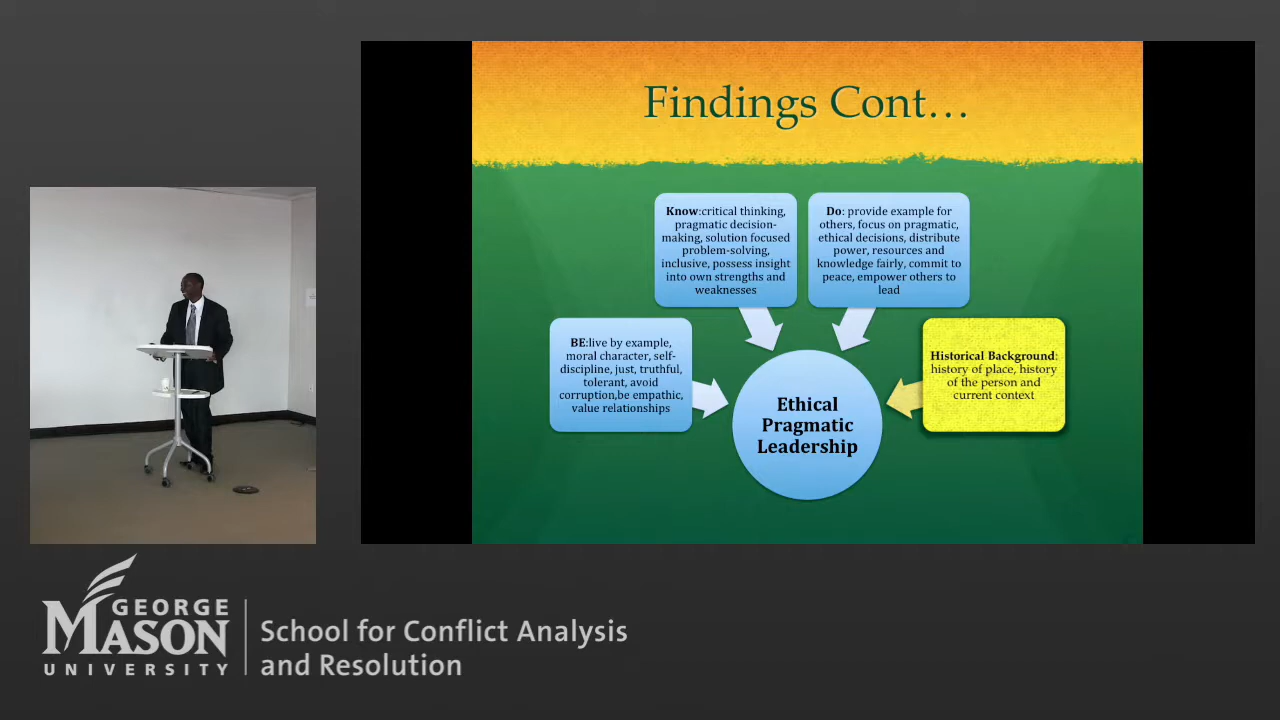 Findings Cont…
Know:critical thinking,
pragmatic decision-
making, solution focused
problem-solving,
inclusive, possess insight
into own strengths and
weaknesses
Do: provide example for
others, focus on pragmatic,
ethical decisions, distribute
power, resources and
knowledge fairly, commit to
peace, empower others to
lead
BE:live by example,
moral character, self-
discipline, just, truthful,
tolerant, avoid
corruption,be empathic,
value relationships
Historical Background:
history of place, history
of the person and
current context
Ethical
Pragmatic
Leadership
GEORGE
MASON
UNIVERSITY
School for Conflict Analysis
and Resolution